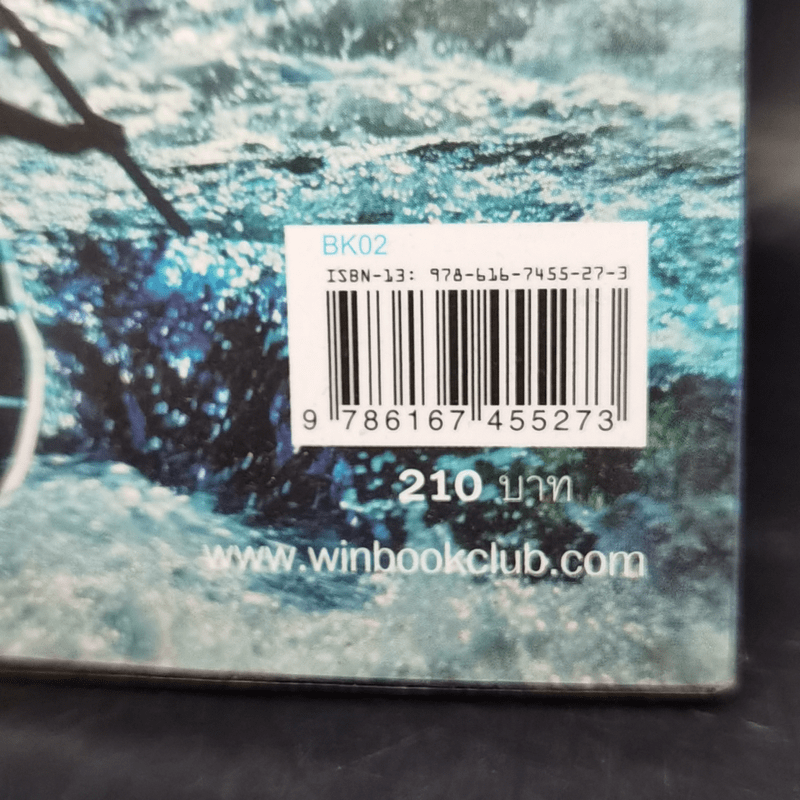 BK02
ISBN-13: 978-616-7455-27-3
9 786167 455273
210 บาท
www.winbookclub.com